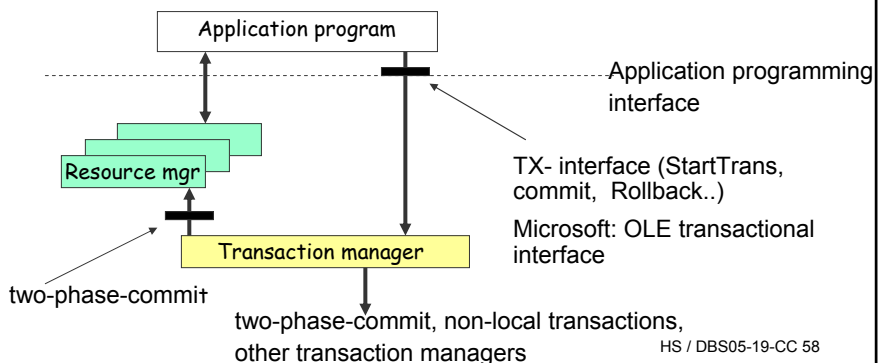 Application program
Application programming
interface
Resource mgr
TX- interface (StartTrans,
commit, Rollback..)
Microsoft: OLE transactional
interface
Transaction manager
two-phase-commit
two-phase-commit, non-local transactions,
other transaction managers
HS / DBS05-19-CC 58